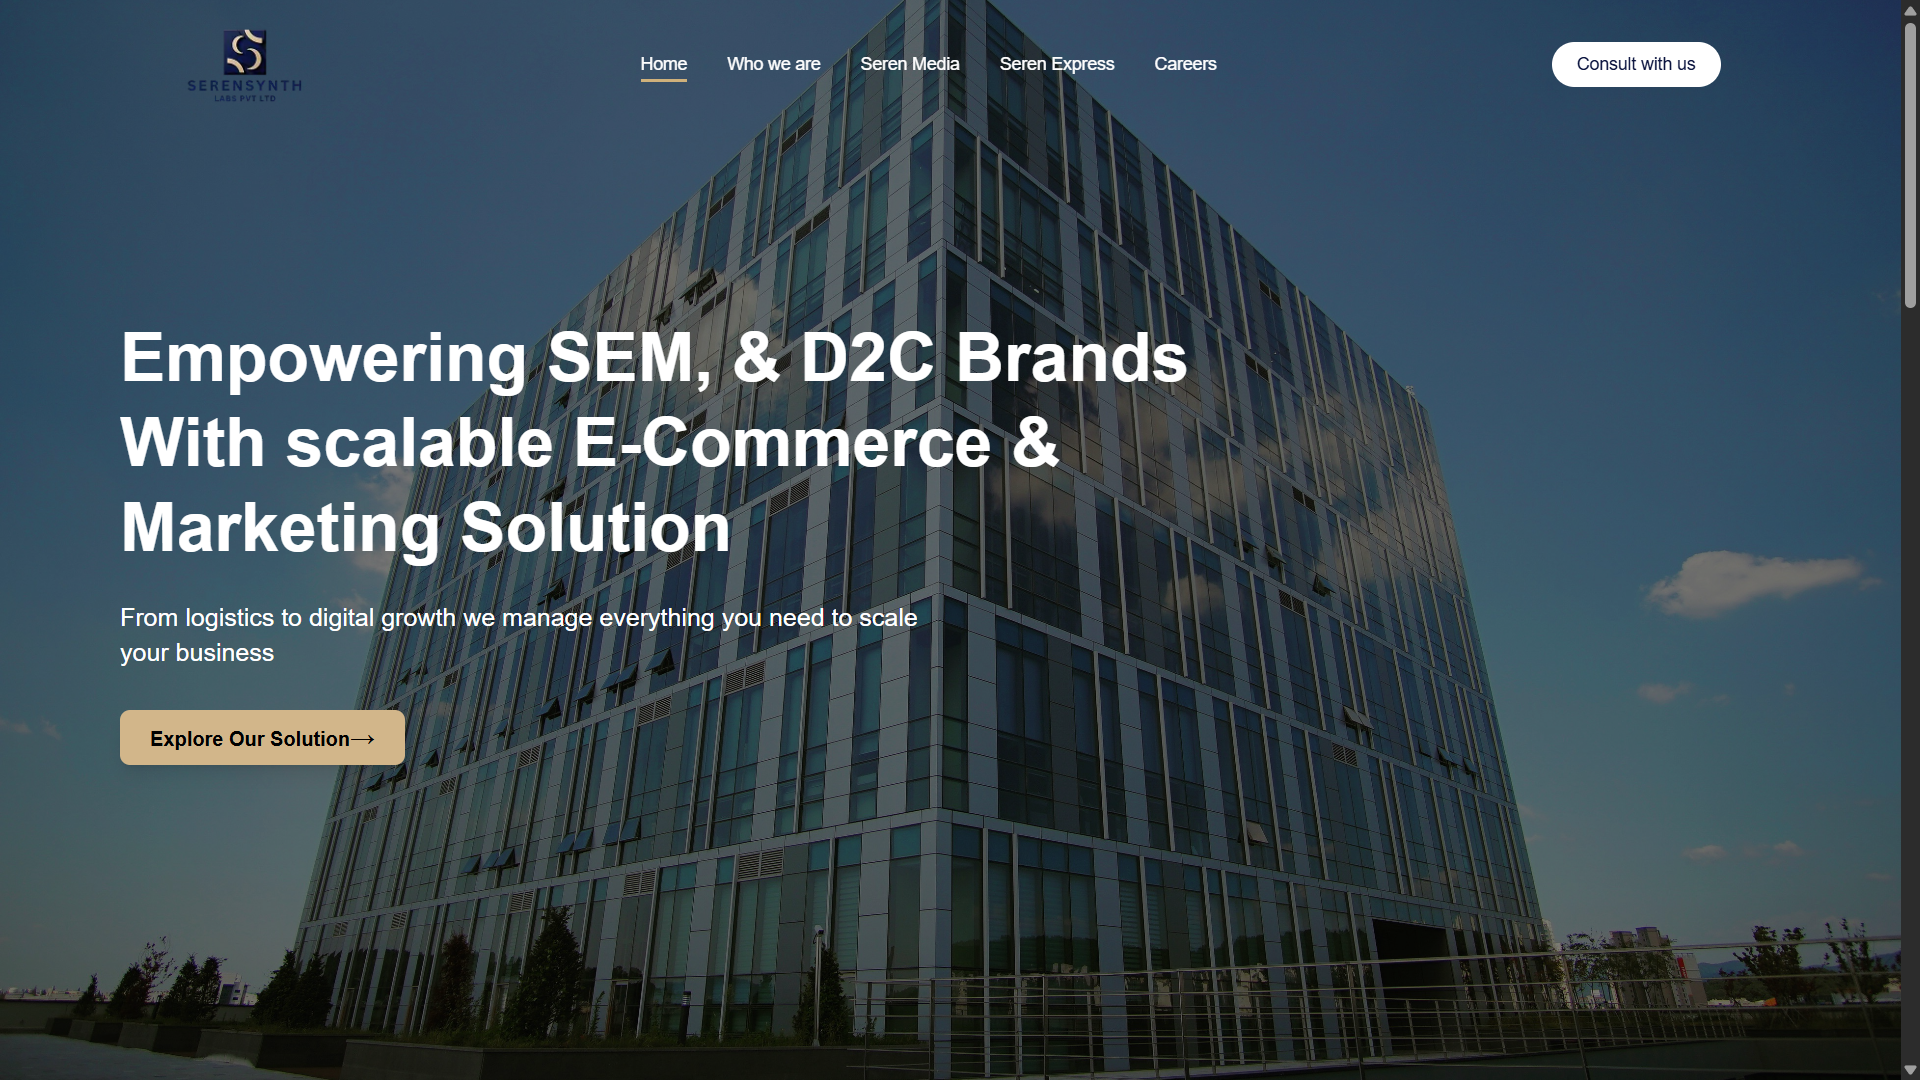 SERENSYNTH
LABS PVT LTD
Home
Who we are
Seren Media
Seren Express
Careers
Consult with us
Empowering SEM, & D2C Brands
With scalable E-Commerce &
Marketing Solution
From logistics to digital growth we manage everything you need to scale
your business
Explore Our Solution→